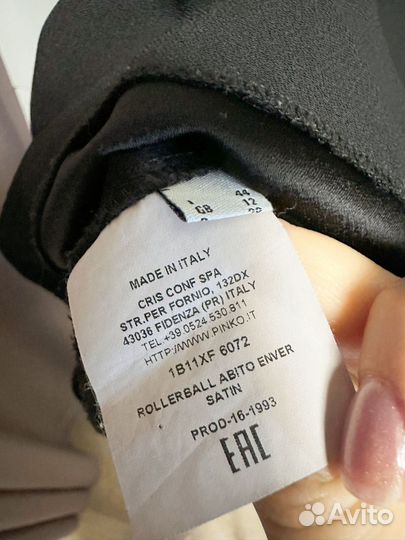 I 44
GB 12
MADE IN ITALY
CRIS CONF SPA
STR.PER FORNIO, 132DX
43036 FIDENZA (PR) ITALY
TEL.+39.0524 530 811
HTTP://WWW.PINKO.IT
1B11XF 6072
ROLLERBALL ABITO ENVER
SATIN
PROD-16-1993
EAC
Avito